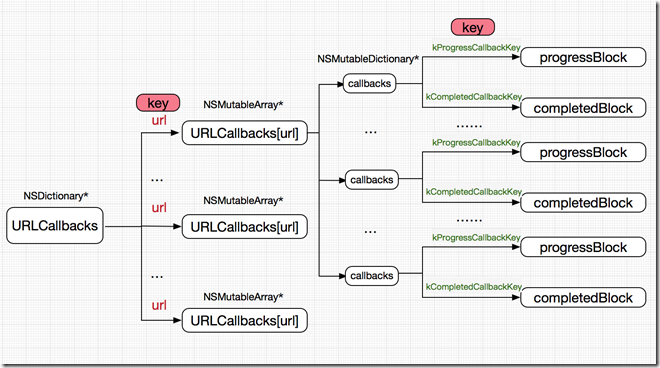 key
NSMutableDictionary*
kProgressCallbackKey
progressBlock
callbacks
key
NSMutableArray*
kCompletedCallbackKey
completedBlock
url
URLCallbacks[url]
...
......
kProgressCallbackKey
progressBlock
...
callbacks
NSDictionary*
NSMutableArray*
kCompletedCallbackKey
completedBlock
url
URLCallbacks
URLCallbacks[url]
...
......
kProgressCallbackKey
progressBlock
...
callbacks
NSMutableArray*
kCompletedCallbackKey
completedBlock
url
URLCallbacks[url]